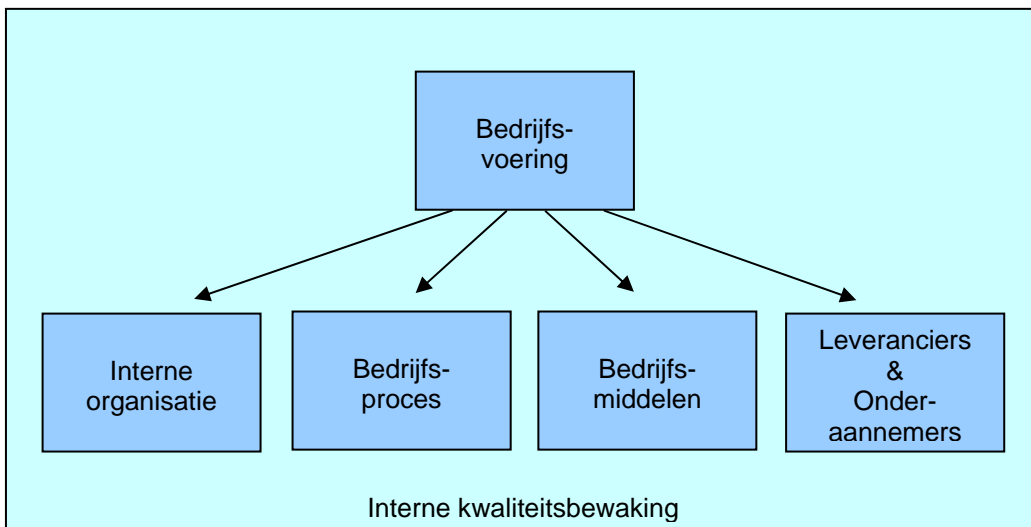 Bedrijfs-
voering
Interne
organisatie
Bedrijfs-
proces
Bedrijfs-
middelen
Leveranciers
&
Onder-
aannemers
Interne kwaliteitsbewaking